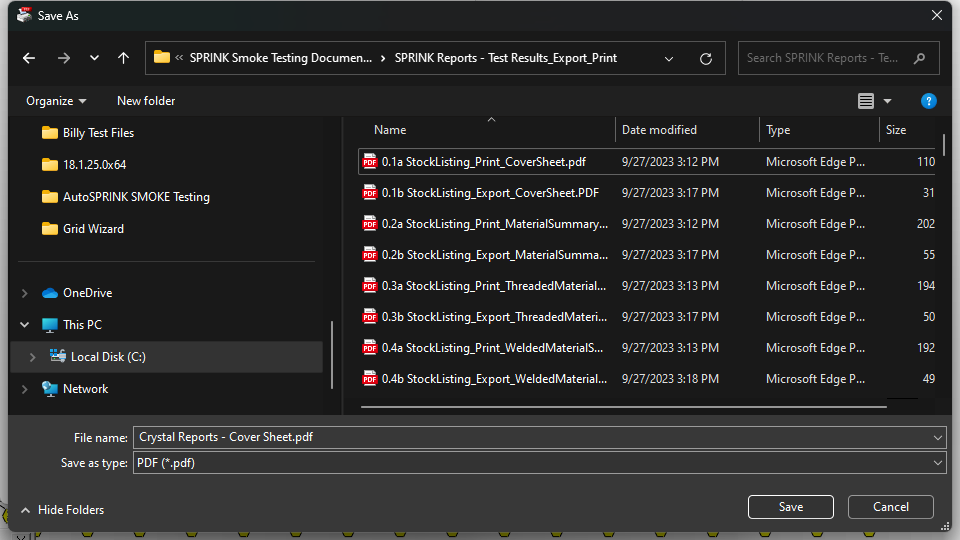 Save As
« SPRINK Smoke Testing Documen... > SPRINK Reports - Test Results_Export_Print
Search SPRINK Reports - Te...
Organize New folder ?
Billy Test Files
18.1.25.0x64
AutoSPRINK SMOKE Testing
Grid Wizard
OneDrive
This PC
Local Disk (C:)
Network
Name Date modified Type Size
PDF 0.1a StockListing_Print_CoverSheet.pdf 9/27/2023 3:12 PM Microsoft Edge P... 110
PDF 0.1b StockListing_Export_CoverSheet.PDF 9/27/2023 3:17 PM Microsoft Edge P... 31
PDF 0.2a StockListing_Print_MaterialSummary... 9/27/2023 3:12 PM Microsoft Edge P... 202
PDF 0.2b StockListing_Export_MaterialSumma... 9/27/2023 3:17 PM Microsoft Edge P... 55
PDF 0.3a StockListing_Print_ThreadedMaterial... 9/27/2023 3:13 PM Microsoft Edge P... 194
PDF 0.3b StockListing_Export_ThreadedMateri... 9/27/2023 3:17 PM Microsoft Edge P... 50
PDF 0.4a StockListing_Print_WeldedMaterialS... 9/27/2023 3:13 PM Microsoft Edge P... 192
PDF 0.4b StockListing_Export_WeldedMaterial... 9/27/2023 3:18 PM Microsoft Edge P... 49
File name: Crystal Reports - Cover Sheet.pdf
Save as type: PDF (*.pdf)
Hide Folders Save Cancel